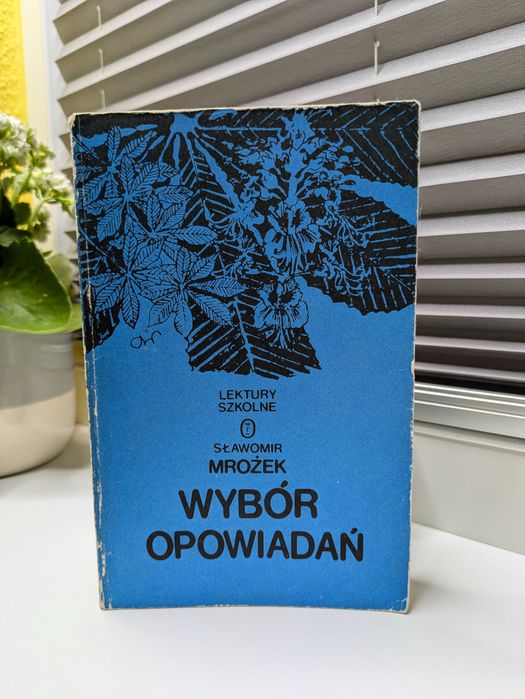 LEKTURY
SZKOLNE
SŁAWOMIR
MROŻEK
WYBÓR
OPOWIADAŃ